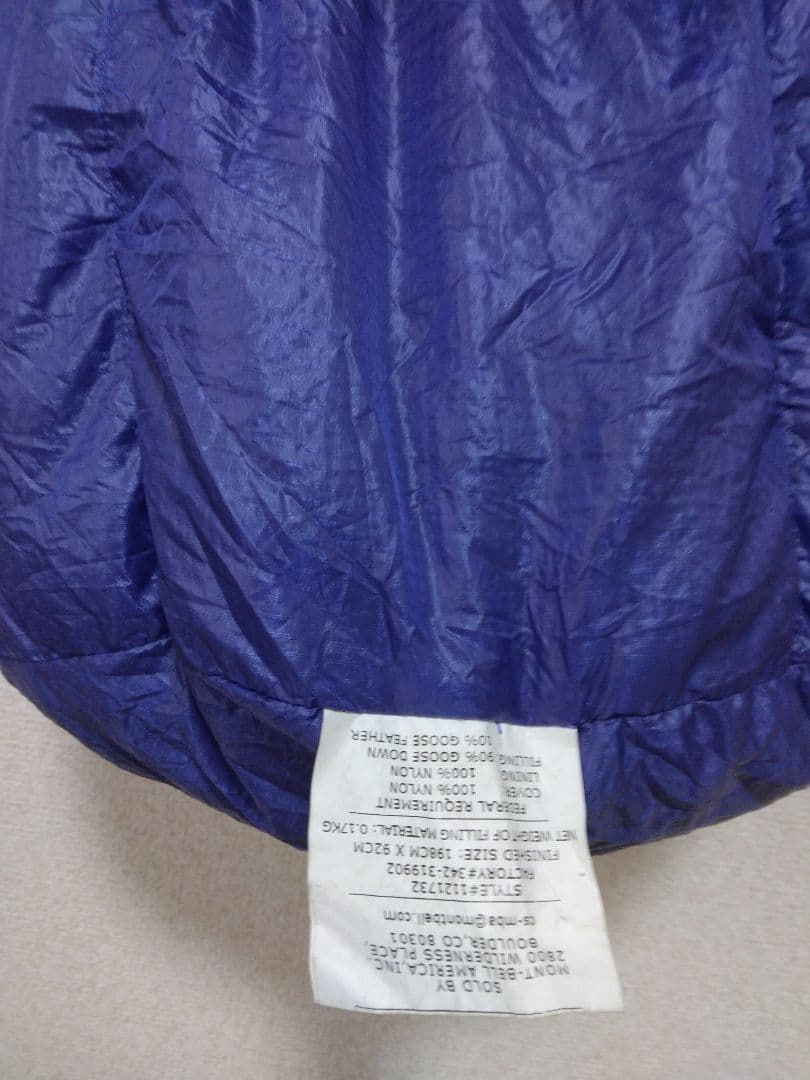 SOLD BY
MONT-BELL AMERICA,INC.
2800 WILDERNESS PLACE,
BOULDER,CO 80301
cs-mba@montbell.com
STYLE#1121732
FACTORY#342-319902
FINISHED SIZE: 198CM X 92CM
NET WEIGHT OF FILLING MATERIAL: 0.17KG
FEDERAL REQUIREMENT
COVER 100% NYLON
LINING 100% NYLON
FILLING 90% GOOSE DOWN
10% GOOSE FEATHER